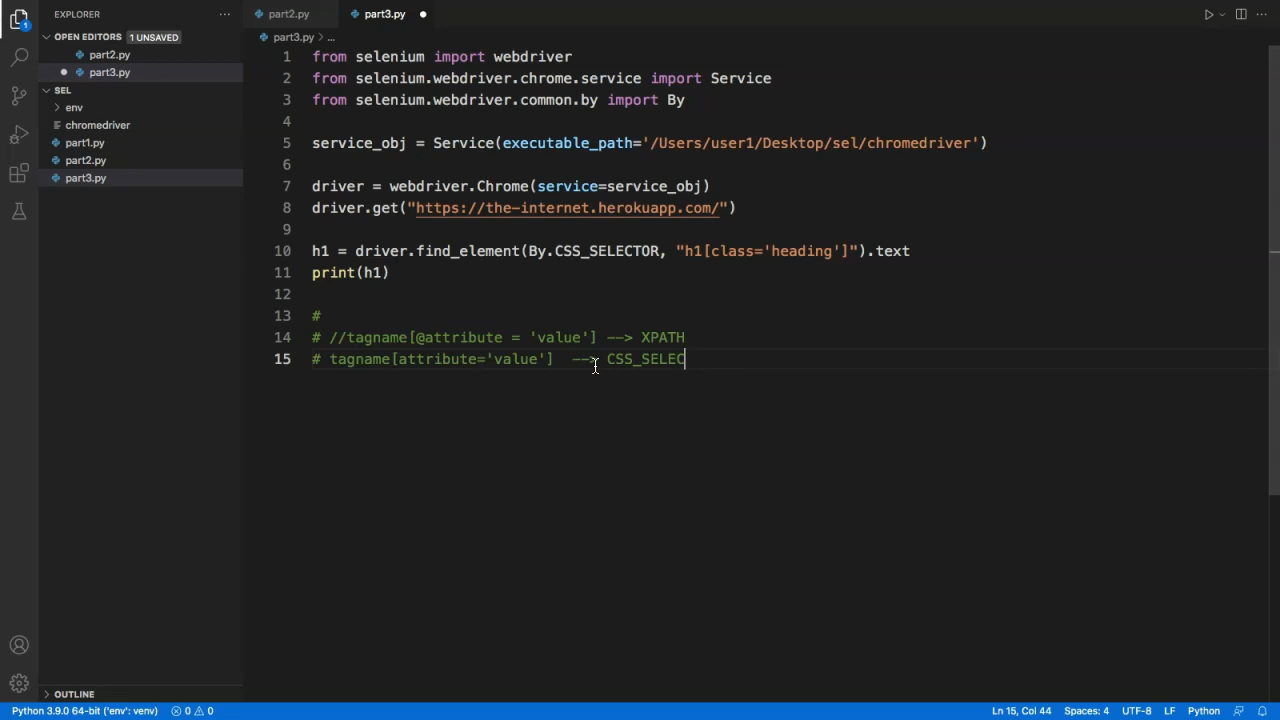 EXPLORER
part2.py
part3.py
OPEN EDITORS 1 UNSAVED
part3.py > ...
part2.py
part3.py
SEL
env
chromedriver
part1.py
part2.py
part3.py
1 from selenium import webdriver
2 from selenium.webdriver.chrome.service import Service
3 from selenium.webdriver.common.by import By
4
5 service_obj = Service(executable_path='/Users/user1/Desktop/sel/chromedriver')
6
7 driver = webdriver.Chrome(service=service_obj)
8 driver.get("https://the-internet.herokuapp.com/")
9
10 h1 = driver.find_element(By.CSS_SELECTOR, "h1[class='heading']").text
11 print(h1)
12
13 #
14 # //tagname[@attribute = 'value'] --> XPATH
15 # tagname[attribute='value']  --> CSS_SELEC
OUTLINE
1
Python 3.9.0 64-bit ('env': venv) 0 0 Ln 15, Col 44 Spaces: 4 UTF-8 LF Python